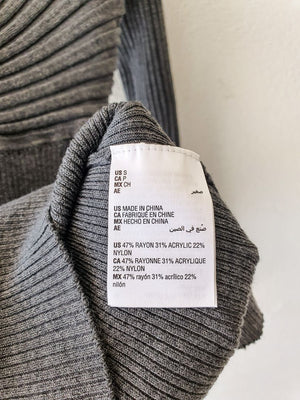 US S
CA P
MX CH
AE صغير
US MADE IN CHINA
CA FABRIQUÉ EN CHINE
MX HECHO EN CHINA
AE صنع في الصين
US 47% RAYON 31% ACRYLIC 22%
NYLON
CA 47% RAYONNE 31% ACRYLIQUE
22% NYLON
MX 47% rayón 31% acrílico 22%
nilón